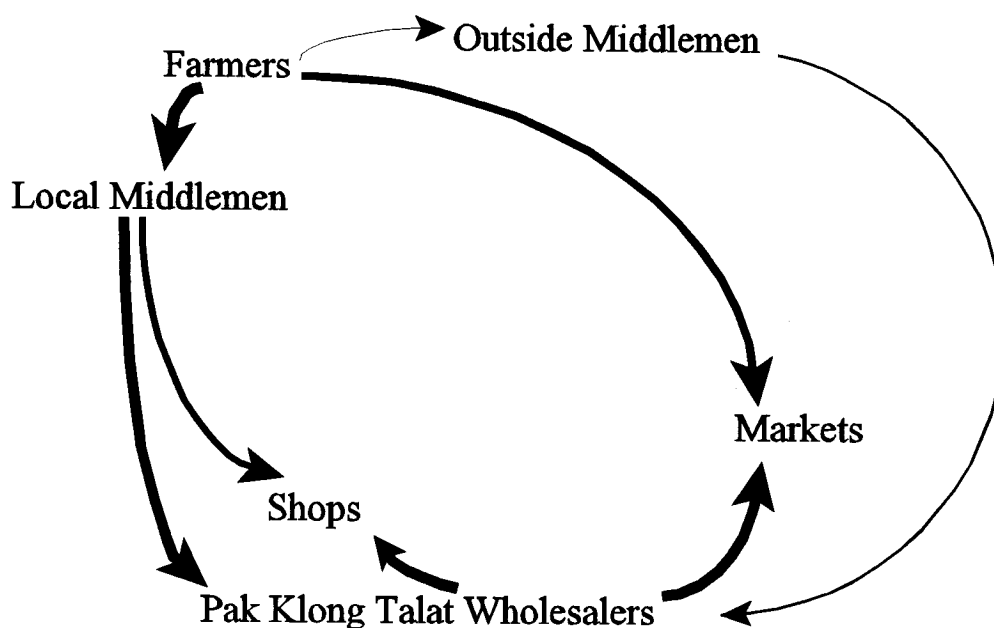 Outside Middlemen
Farmers
Local Middlemen
Markets
Shops
Pak Klong Talat Wholesalers